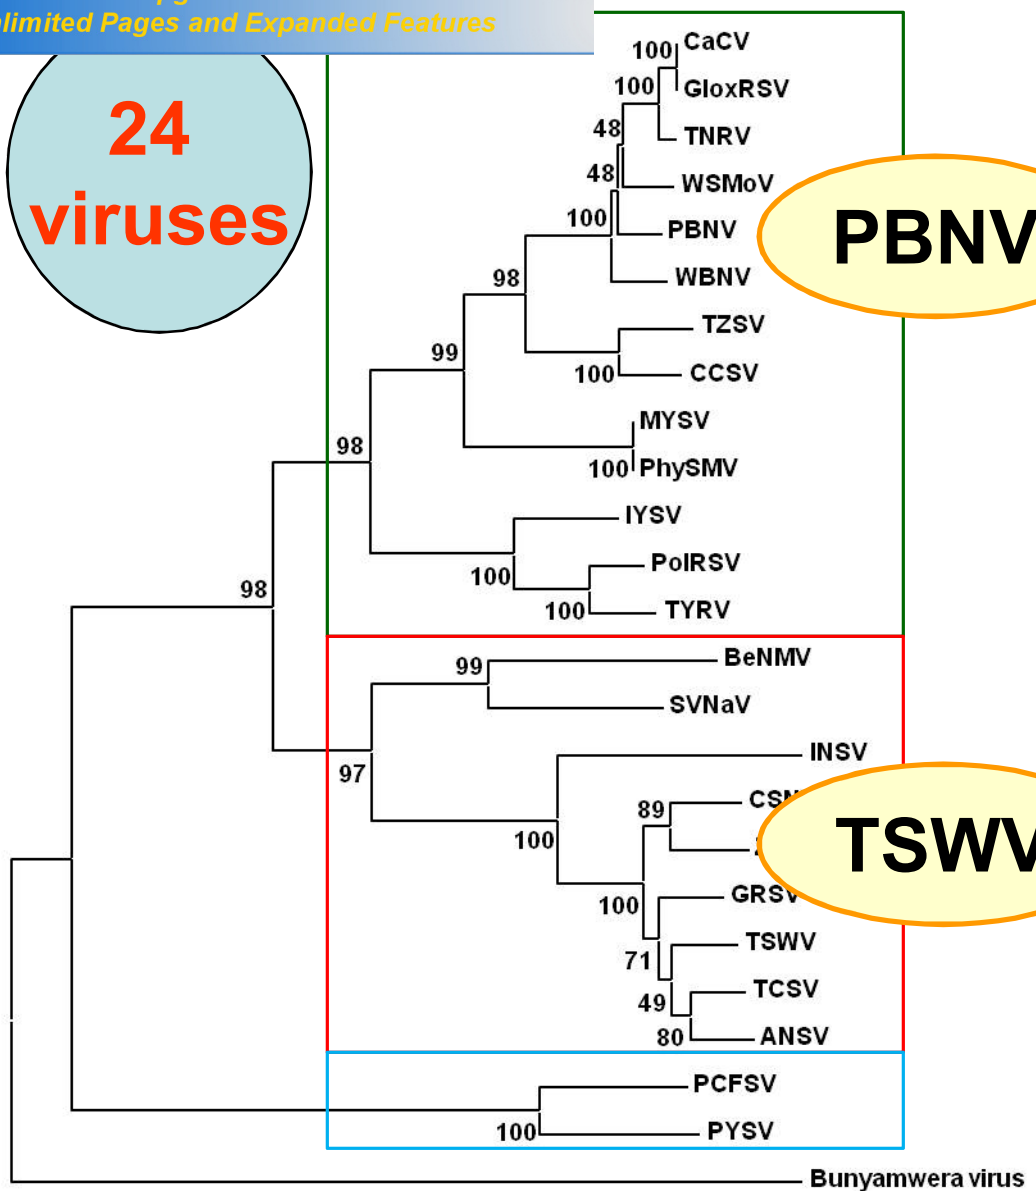 Unlimited Pages and Expanded Features
24
viruses
100 CaCV
100 GloxRSV
48 TNRV
48 WSMoV
100 PBNV
WBNV
98
TZSV
99
100 CCSV
MYSV
98
100 PhySMV
IYSV
100 PolRSV
98
100 TYRV
99 BeNMV
SVNaV
97
INSV
89
100
100 GRSV
TSWV
71
49 TCSV
80 ANSV
PCFSV
100 PYSV
Bunyamwera virus
PBNV
TSWV